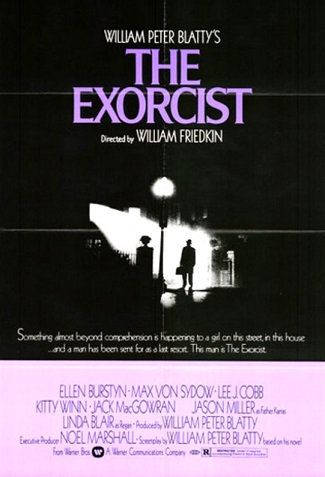 WILLIAM PETER BLATTY'S
THE
EXORCIST
Directed by WILLIAM FRIEDKIN
Something almost beyond comprehension is happening to a girl on this street, in this house
...and a man has been sent for as a last resort. This man is The Exorcist.
ELLEN BURSTYN · MAX VON SYDOW · LEE J. COBB
KITTY WINN · JACK MacGOWRAN JASON MILLER as Father Karras
LINDA BLAIR as Regan · Produced by WILLIAM PETER BLATTY
Executive Producer NOEL MARSHALL · Screenplay by WILLIAM PETER BLATTY based on his novel
From Warner Bros. A Warner Communications Company R RESTRICTED